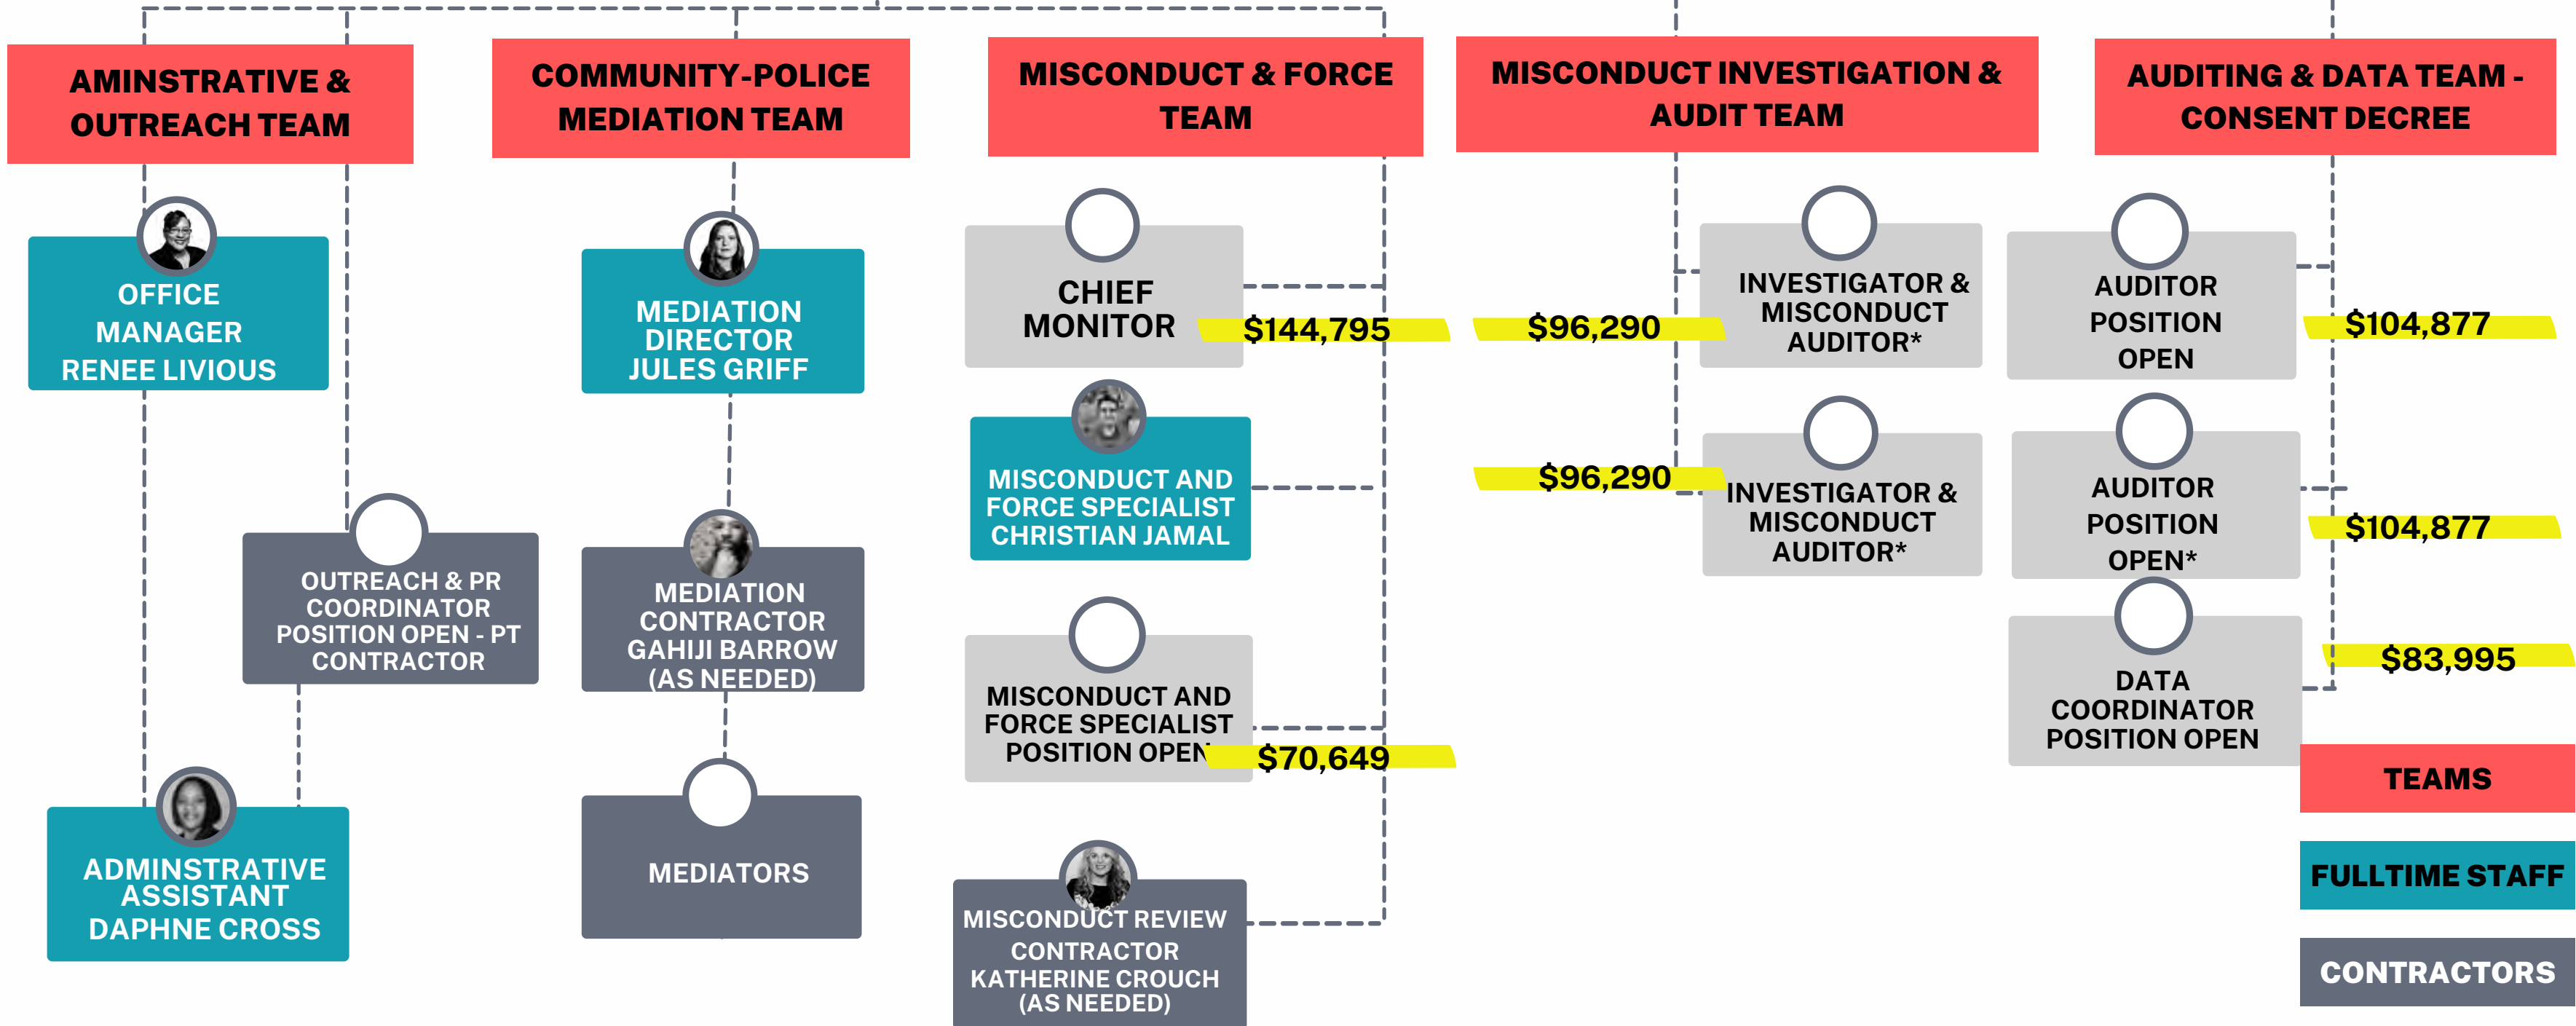 AMINSTRATIVE &
OUTREACH TEAM
OFFICE
MANAGER
RENEE LIVIOUS
OUTREACH & PR
COORDINATOR
POSITION OPEN - PT
CONTRACTOR
ADMINSTRATIVE
ASSISTANT
DAPHNE CROSS
COMMUNITY-POLICE
MEDIATION TEAM
MEDIATION
DIRECTOR
JULES GRIFF
MEDIATION
CONTRACTOR
GAHIJI BARROW
(AS NEEDED)
MEDIATORS
MISCONDUCT & FORCE
TEAM
CHIEF
MONITOR
$144,795
MISCONDUCT AND
FORCE SPECIALIST
CHRISTIAN JAMAL
MISCONDUCT AND
FORCE SPECIALIST
POSITION OPEN
$70,649
MISCONDUCT REVIEW
CONTRACTOR
KATHERINE CROUCH
(AS NEEDED)
MISCONDUCT INVESTIGATION &
AUDIT TEAM
$96,290
INVESTIGATOR &
MISCONDUCT
AUDITOR*
$96,290
INVESTIGATOR &
MISCONDUCT
AUDITOR*
AUDITING & DATA TEAM -
CONSENT DECREE
AUDITOR
POSITION
OPEN
$104,877
AUDITOR
POSITION
OPEN*
$104,877
DATA
COORDINATOR
POSITION OPEN
$83,995
TEAMS
FULLTIME STAFF
CONTRACTORS